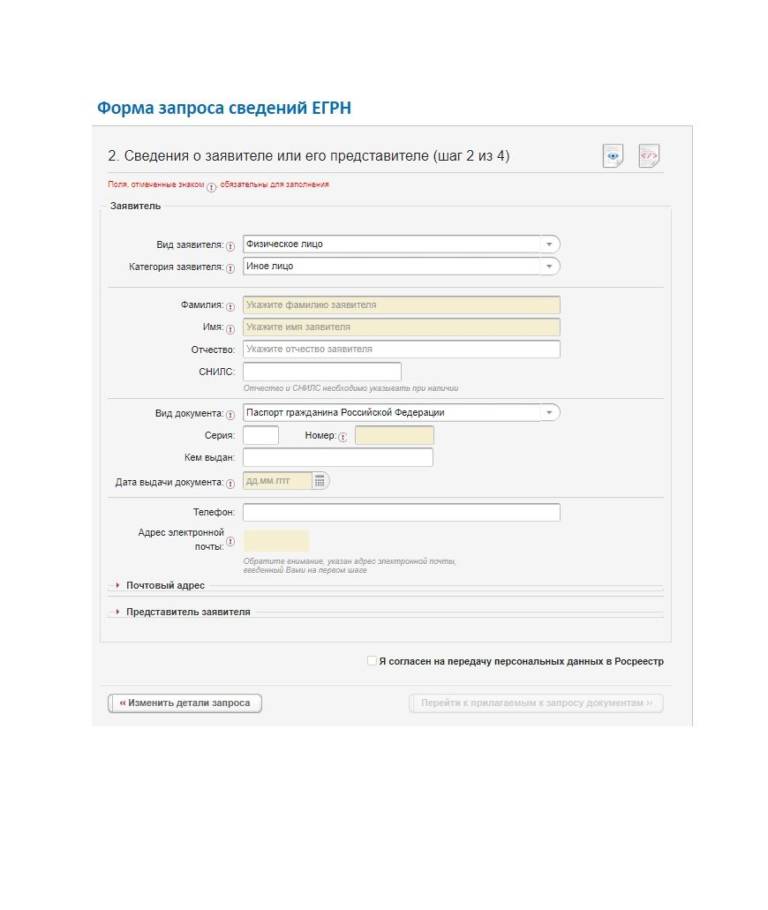 Форма запроса сведений ЕГРН
2. Сведения о заявителе или его представителе (шаг 2 из 4)
Поля, отмеченные знаком обязательны для заполнения
Заявитель
Вид заявителя: Физическое лицо
Категория заявителя: Иное лицо
Фамилия: Укажите фамилию заявителя
Имя: Укажите имя заявителя
Отчество: Укажите отчество заявителя
СНИЛС:
Отчество и СНИЛС необходимо указывать при наличии
Вид документа: Паспорт гражданина Российской Федерации
Серия: Номер:
Кем выдан:
Дата выдачи документа: дд.мм.гггг
Телефон:
Адрес электронной
почты:
Обратите внимание, указан адрес электронной почты,
введенный Вами на первом шаге
Почтовый адрес
Представитель заявителя
Я согласен на передачу персональных данных в Росреестр
« Изменить детали запроса
Перейти к прилагаемым к запросу документам »